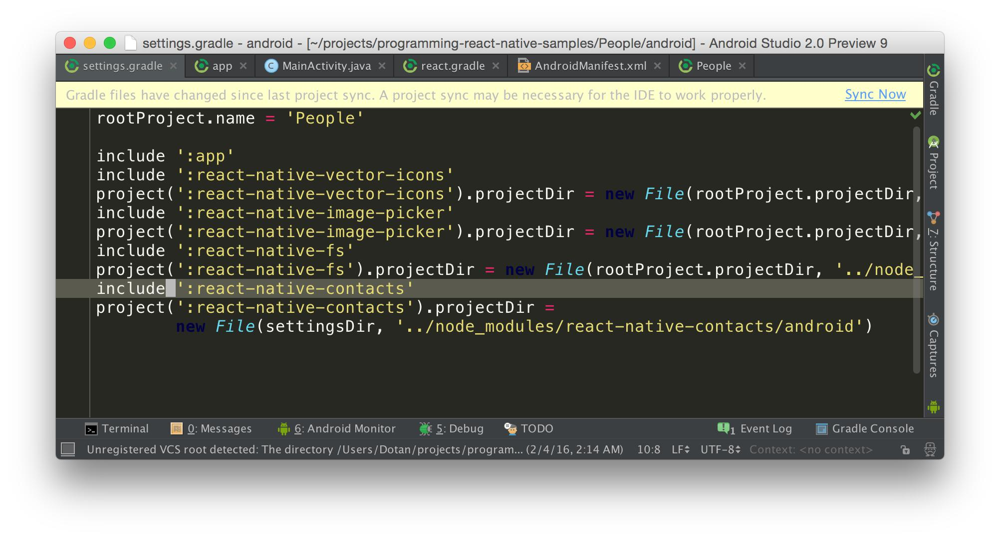 settings.gradle - android - [~/projects/programming-react-native-samples/People/android] - Android Studio 2.0 Preview 9
settings.gradle app MainActivity.java react.gradle AndroidManifest.xml People
Gradle files have changed since last project sync. A project sync may be necessary for the IDE to work properly. Sync Now
rootProject.name = 'People'
include ':app'
include ':react-native-vector-icons'
project(':react-native-vector-icons').projectDir = new File(rootProject.projectDir,
include ':react-native-image-picker'
project(':react-native-image-picker').projectDir = new File(rootProject.projectDir,
include ':react-native-fs'
project(':react-native-fs').projectDir = new File(rootProject.projectDir, '../node_
include ':react-native-contacts'
project(':react-native-contacts').projectDir =
new File(settingsDir, '../node_modules/react-native-contacts/android')
Gradle
Project
7: Structure
Captures
Terminal 0: Messages 6: Android Monitor 5: Debug TODO 1 Event Log Gradle Console
Unregistered VCS root detected: The directory /Users/Dotan/projects/program... (2/4/16, 2:14 AM) 10:8 LF UTF-8 Context: <no context>